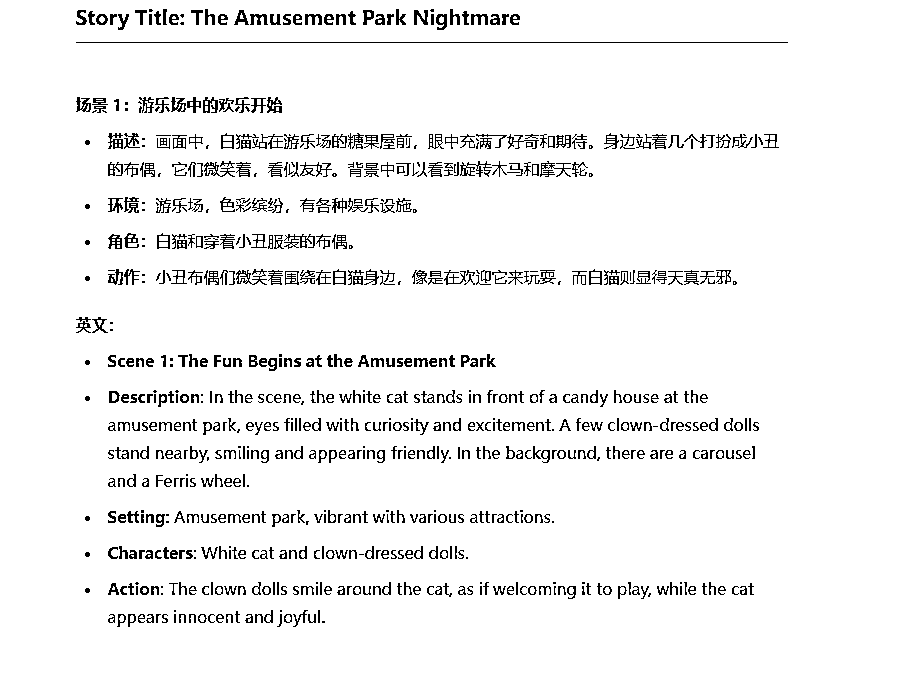 Story Title: The Amusement Park Nightmare
场景 1：游乐场中的欢乐开始
• 描述：画面中，白猫站在游乐场的糖果屋前，眼中充满了好奇和期待。身边站着几个打扮成小丑
的布偶，它们微笑着，看似友好。背景中可以看到旋转木马和摩天轮。
• 环境：游乐场，色彩缤纷，有各种娱乐设施。
• 角色：白猫和穿着小丑服装的布偶。
• 动作：小丑布偶们微笑着围绕在白猫身边，像是在欢迎它来玩耍，而白猫则显得天真无邪。
英文：
• Scene 1: The Fun Begins at the Amusement Park
• Description: In the scene, the white cat stands in front of a candy house at the
amusement park, eyes filled with curiosity and excitement. A few clown-dressed dolls
stand nearby, smiling and appearing friendly. In the background, there are a carousel
and a Ferris wheel.
• Setting: Amusement park, vibrant with various attractions.
• Characters: White cat and clown-dressed dolls.
• Action: The clown dolls smile around the cat, as if welcoming it to play, while the cat
appears innocent and joyful.